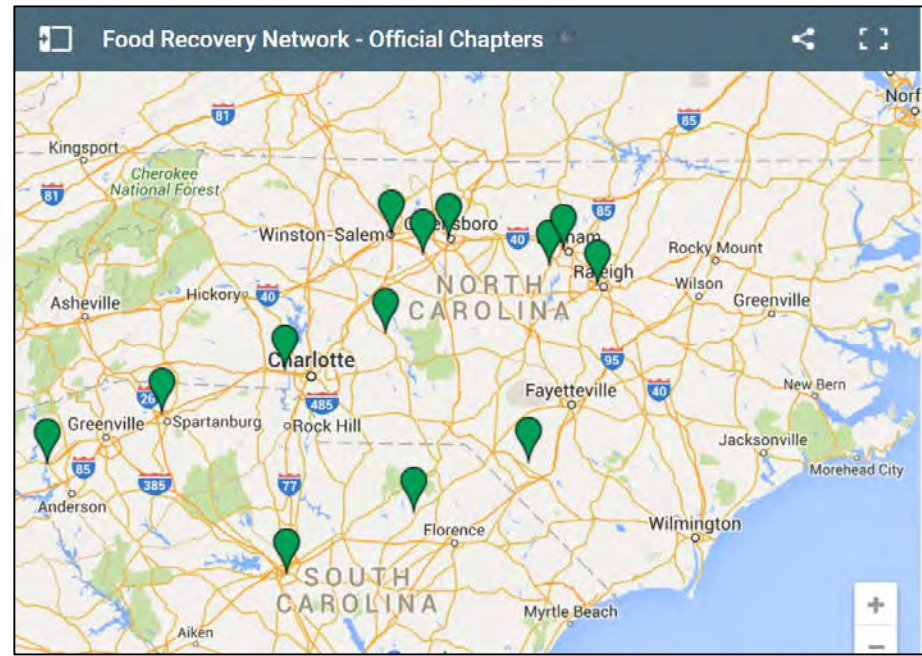 Food Recovery Network - Official Chapters
81
85
Norf
Kingsport
Cherokee
National Forest
81
85
Winston-Salem
sboro
40
ham
Rocky Mount
Raleigh
NORTH
CAROLINA
Wilson
Greenville
Hickory
40
Asheville
Charlotte
95
26
485
Fayetteville
40
New Bern
Greenville
Spartanburg
Rock Hill
Jacksonville
85
385
77
Morehead City
Anderson
Florence
Wilmington
SOUTH
CAROLINA
Myrtle Beach
Aiken
+
−